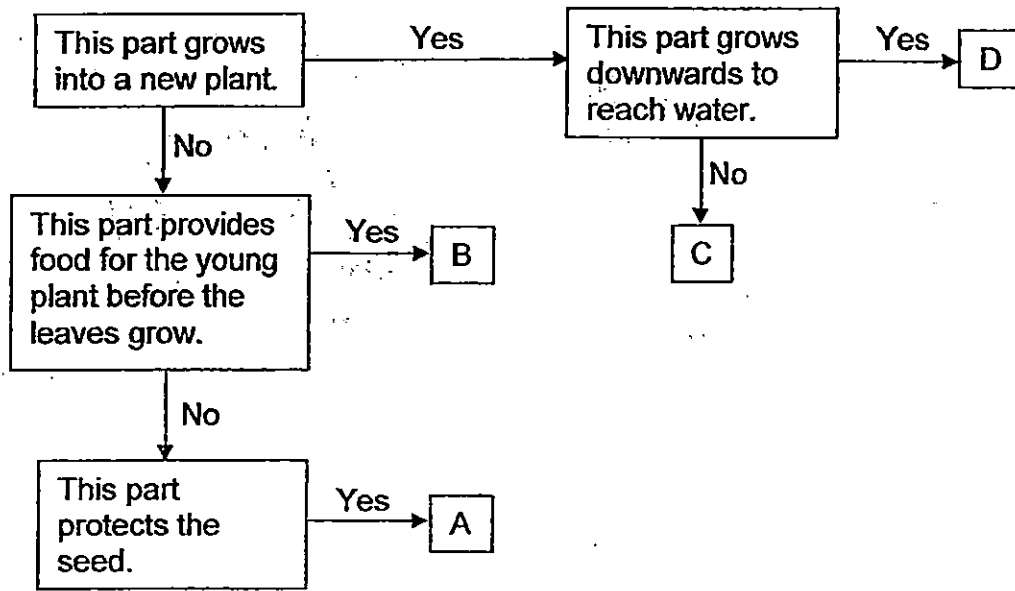 This part grows
into a new plant.
Yes
This part grows
downwards to
reach water.
Yes
D
No
No
This part provides
food for the young
plant before the
leaves grow.
Yes
B
C
No
This part
protects the
seed.
Yes
A